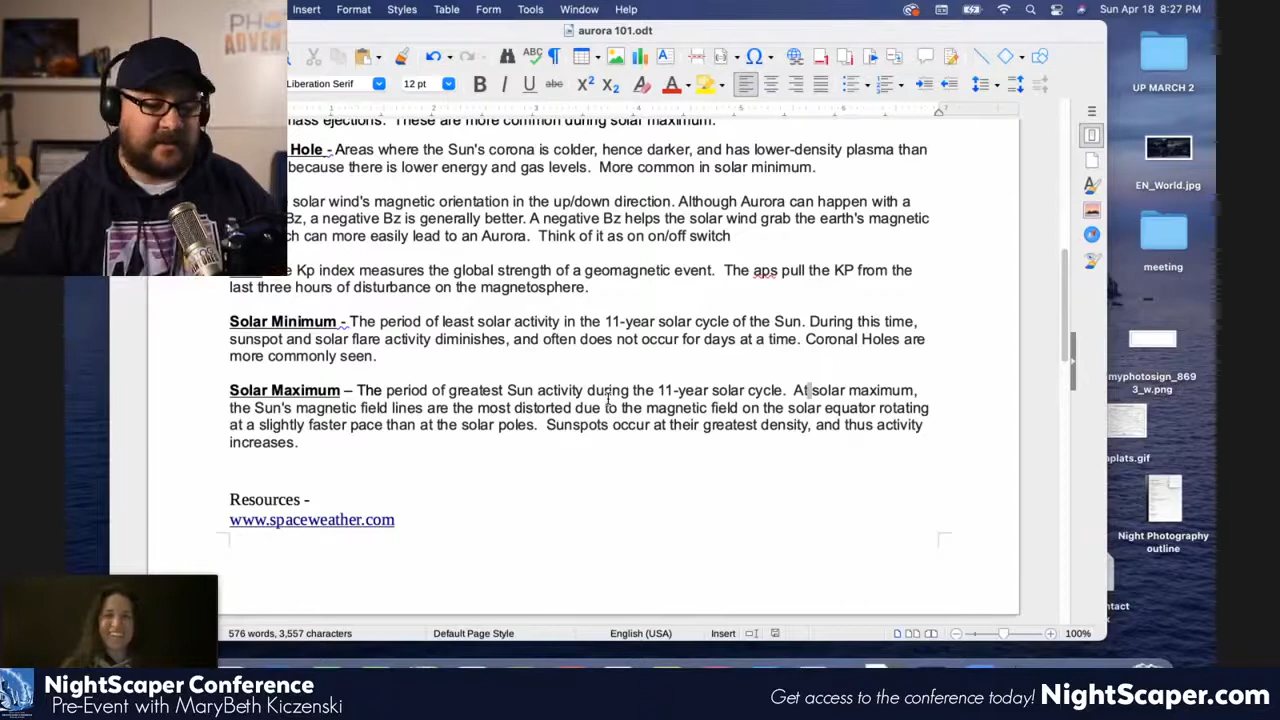 PHO
ADVEN
Insert Format Styles Table Form Tools Window Help
Sun Apr 18 8:27 PM
aurora 101.odt
Liberation Serif
12 pt
mass ejections. These are more common during solar maximum.
Hole - Areas where the Sun's corona is colder, hence darker, and has lower-density plasma than
because there is lower energy and gas levels. More common in solar minimum.
solar wind's magnetic orientation in the up/down direction. Although Aurora can happen with a
Bz, a negative Bz is generally better. A negative Bz helps the solar wind grab the earth's magnetic
ch can more easily lead to an Aurora. Think of it as on on/off switch
Kp index measures the global strength of a geomagnetic event. The aps pull the KP from the
last three hours of disturbance on the magnetosphere.
Solar Minimum - The period of least solar activity in the 11-year solar cycle of the Sun. During this time,
sunspot and solar flare activity diminishes, and often does not occur for days at a time. Coronal Holes are
more commonly seen.
Solar Maximum – The period of greatest Sun activity during the 11-year solar cycle. At solar maximum,
the Sun's magnetic field lines are the most distorted due to the magnetic field on the solar equator rotating
at a slightly faster pace than at the solar poles. Sunspots occur at their greatest density, and thus activity
increases.
Resources -
www.spaceweather.com
576 words, 3,557 characters
Default Page Style
English (USA)
Insert
100%
UP MARCH 2
EN_World.jpg
meeting
myphotosign_869
3_w.png
mplats.gif
Night Photography
outline
ntact
NightScaper Conference
Pre-Event with MaryBeth Kiczenski
Get access to the conference today! NightScaper.com